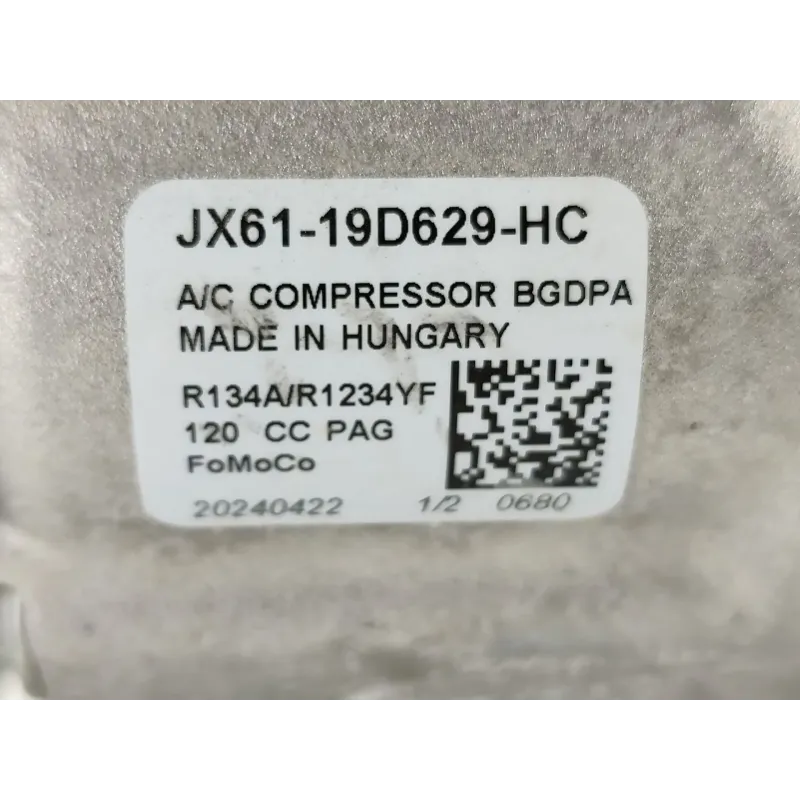 JX61-19D629-HC
A/C COMPRESSOR BGDPA
MADE IN HUNGARY
R134A/R1234YF
120 CC PAG
FoMoCo
20240422 1/2 0680